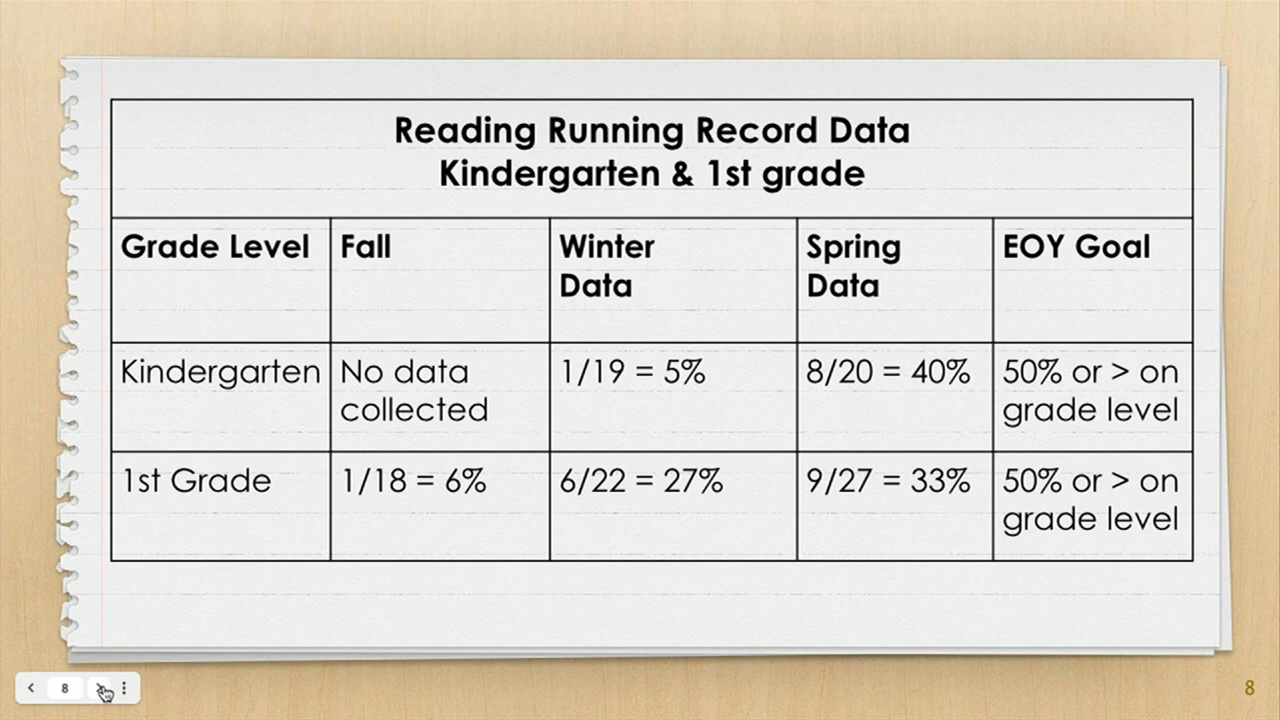 Reading Running Record Data
Kindergarten & 1st grade
Grade Level
Fall
Winter
Data
Spring
Data
EOY Goal
Kindergarten
No data
collected
1/19 = 5%
8/20 = 40%
50% or > on
grade level
1st Grade
1/18 = 6%
6/22 = 27%
9/27 = 33%
50% or > on
grade level
8
8